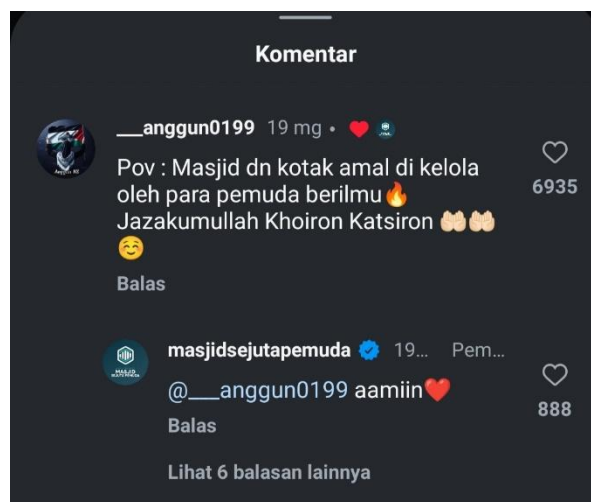 Komentar
___anggun0199 19 mg •
Pov : Masjid dn kotak amal di kelola
oleh para pemuda berilmu🔥
Jazakumullah Khoiron Katsiron 🤲🏻🤲🏻
☺️
6935
Balas
masjidsejutapemuda 19... Pem...
@___anggun0199 aamiin❤️
888
Balas
Lihat 6 balasan lainnya